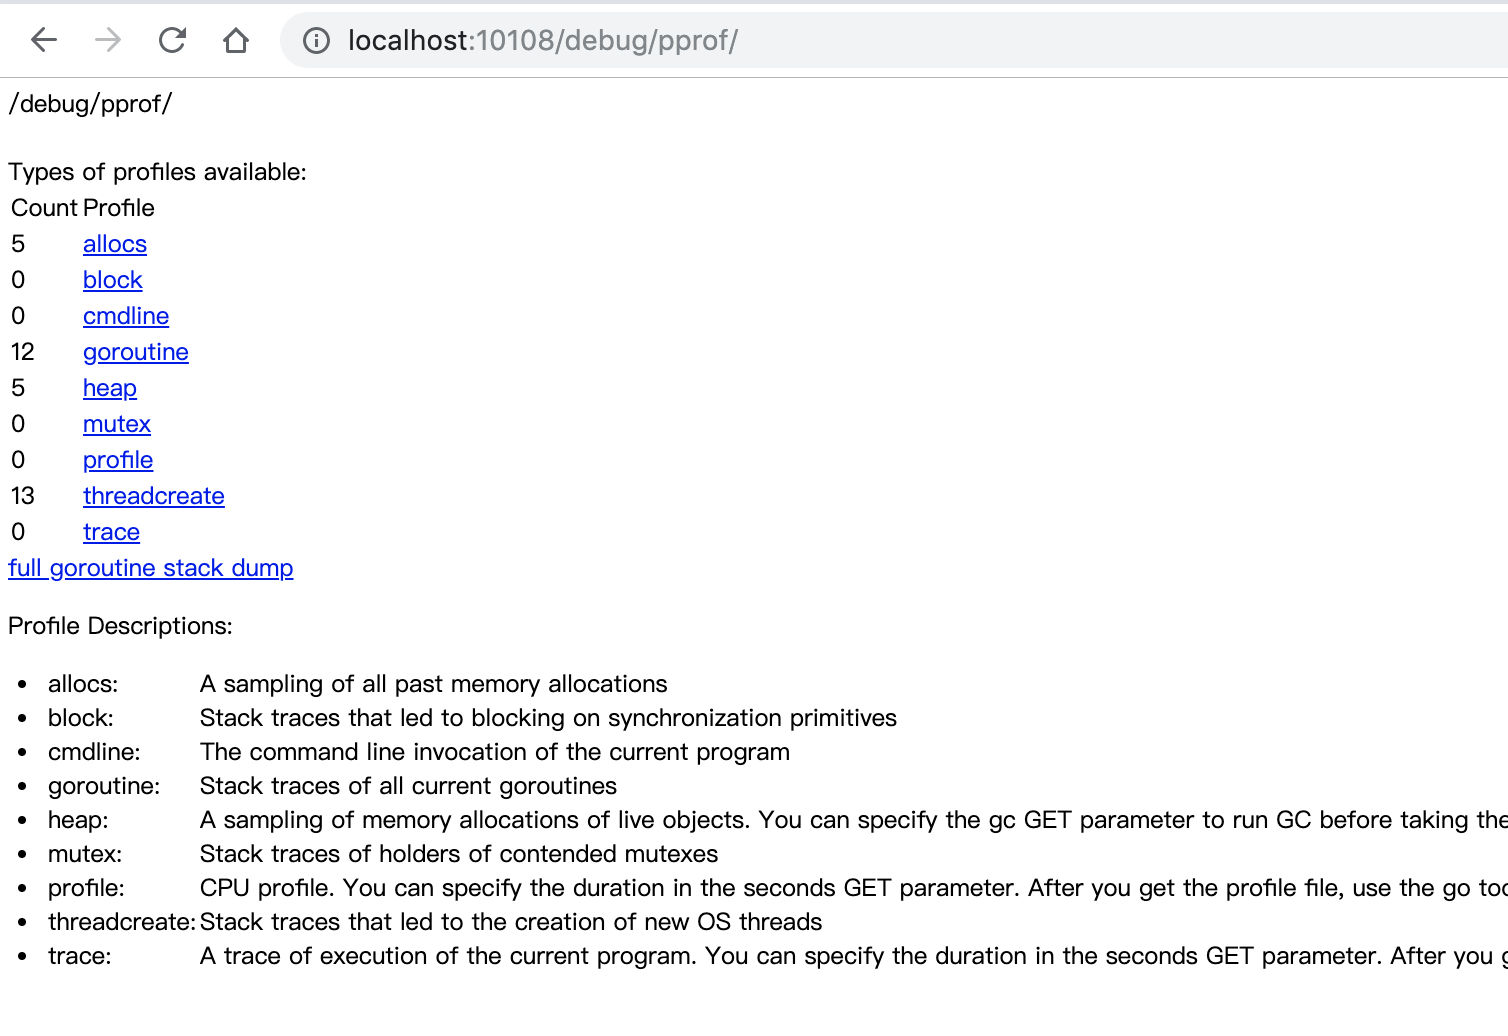 localhost:10108/debug/pprof/
/debug/pprof/
Types of profiles available:
Count Profile
5 allocs
0 block
0 cmdline
12 goroutine
5 heap
0 mutex
0 profile
13 threadcreate
0 trace
full goroutine stack dump
Profile Descriptions:
• allocs: A sampling of all past memory allocations
• block: Stack traces that led to blocking on synchronization primitives
• cmdline: The command line invocation of the current program
• goroutine: Stack traces of all current goroutines
• heap: A sampling of memory allocations of live objects. You can specify the gc GET parameter to run GC before taking the
• mutex: Stack traces of holders of contended mutexes
• profile: CPU profile. You can specify the duration in the seconds GET parameter. After you get the profile file, use the go
• threadcreate: Stack traces that led to the creation of new OS threads
• trace: A trace of execution of the current program. You can specify the duration in the seconds GET parameter. After you